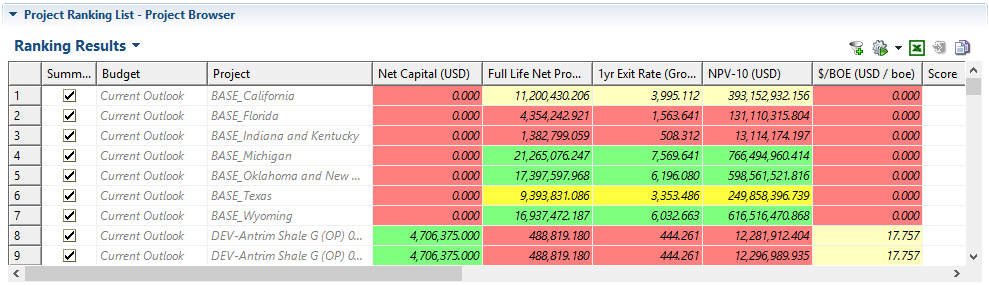 Project Ranking List - Project Browser
Ranking Results
Summ... Budget Project Net Capital (USD) Full Life Net Pro... 1yr Exit Rate (Gro... NPV-10 (USD) $/BOE (USD / boe) Score
1 Current Outlook BASE_California 0.000 11,200,430.206 3,995.112 393,152,932.156 0.000
2 Current Outlook BASE_Florida 0.000 4,354,242.921 1,563.641 131,110,315.804 0.000
3 Current Outlook BASE_Indiana and Kentucky 0.000 1,382,799.059 508.312 13,114,174.197 0.000
4 Current Outlook BASE_Michigan 0.000 21,265,076.247 7,569.641 766,494,960.414 0.000
5 Current Outlook BASE_Oklahoma and New ... 0.000 17,397,597.968 6,196.080 598,561,521.816 0.000
6 Current Outlook BASE_Texas 0.000 9,393,831.086 3,353.486 249,858,396.739 0.000
7 Current Outlook BASE_Wyoming 0.000 16,937,472.187 6,032.663 616,516,470.868 0.000
8 Current Outlook DEV-Antrim Shale G (OP) 0... 4,706,375.000 488,819.180 444.261 12,281,912.404 17.757
9 Current Outlook DEV-Antrim Shale G (OP) 0... 4,706,375.000 488,819.180 444.261 12,296,989.935 17.757